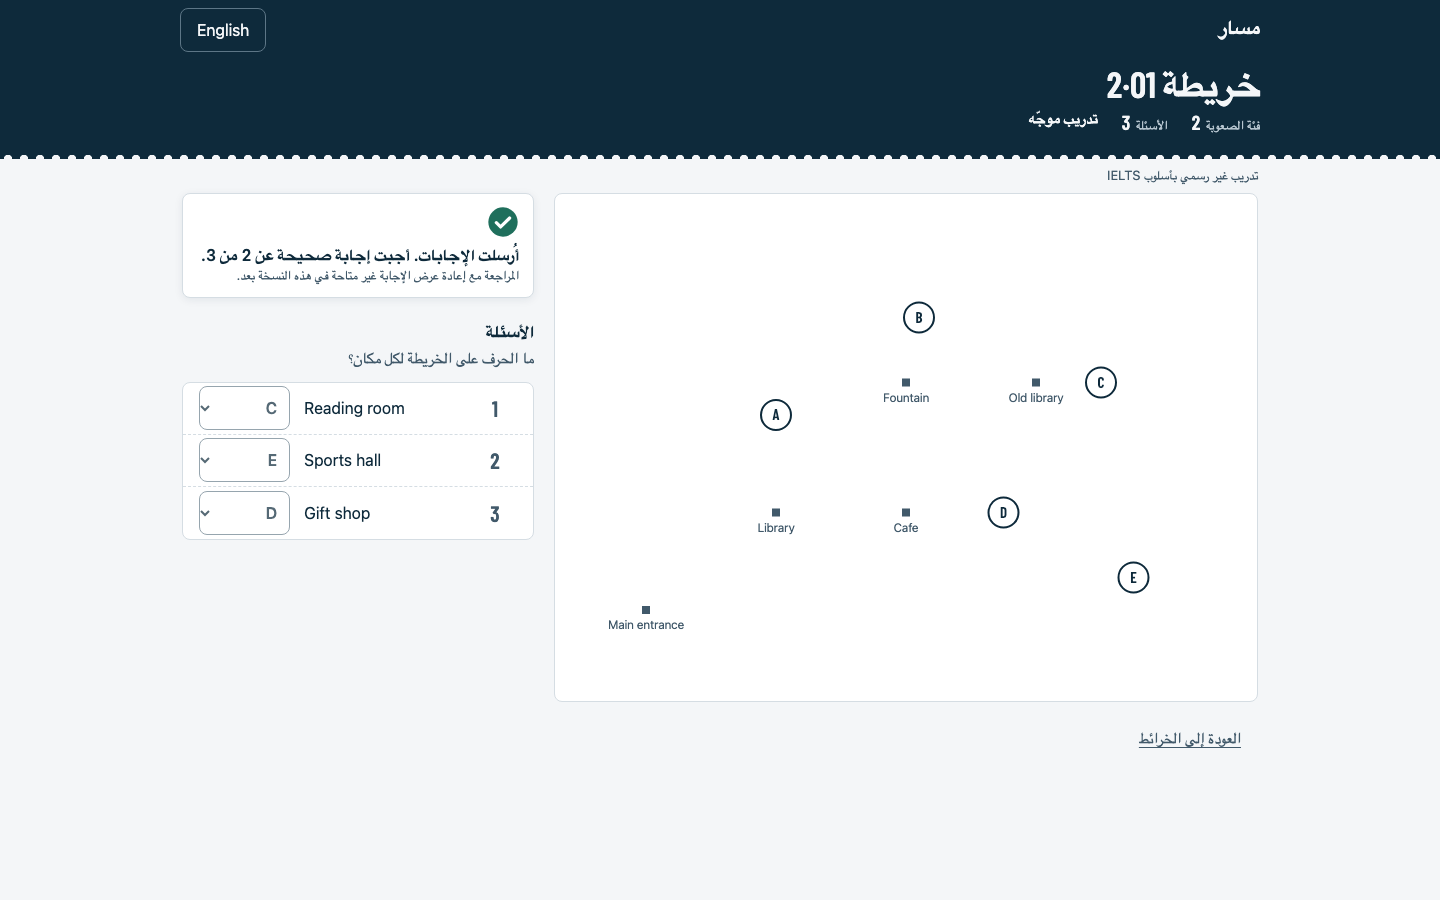 مسار
English
خريطة 2·01
فئة الصعوبة 2
الأسئلة 3
تدريب موجّه
تدريب غير رسمي بأسلوب IELTS
أُرسلت الإجابات. أجبت إجابة صحيحة عن 2 من 3.
المراجعة مع إعادة عرض الإجابة غير متاحة في هذه النسخة بعد.
الأسئلة
ما الحرف على الخريطة لكل مكان؟
1 Reading room C
2 Sports hall E
3 Gift shop D
B
Fountain
Old library
C
A
Library
Cafe
D
E
Main entrance
العودة إلى الخرائط